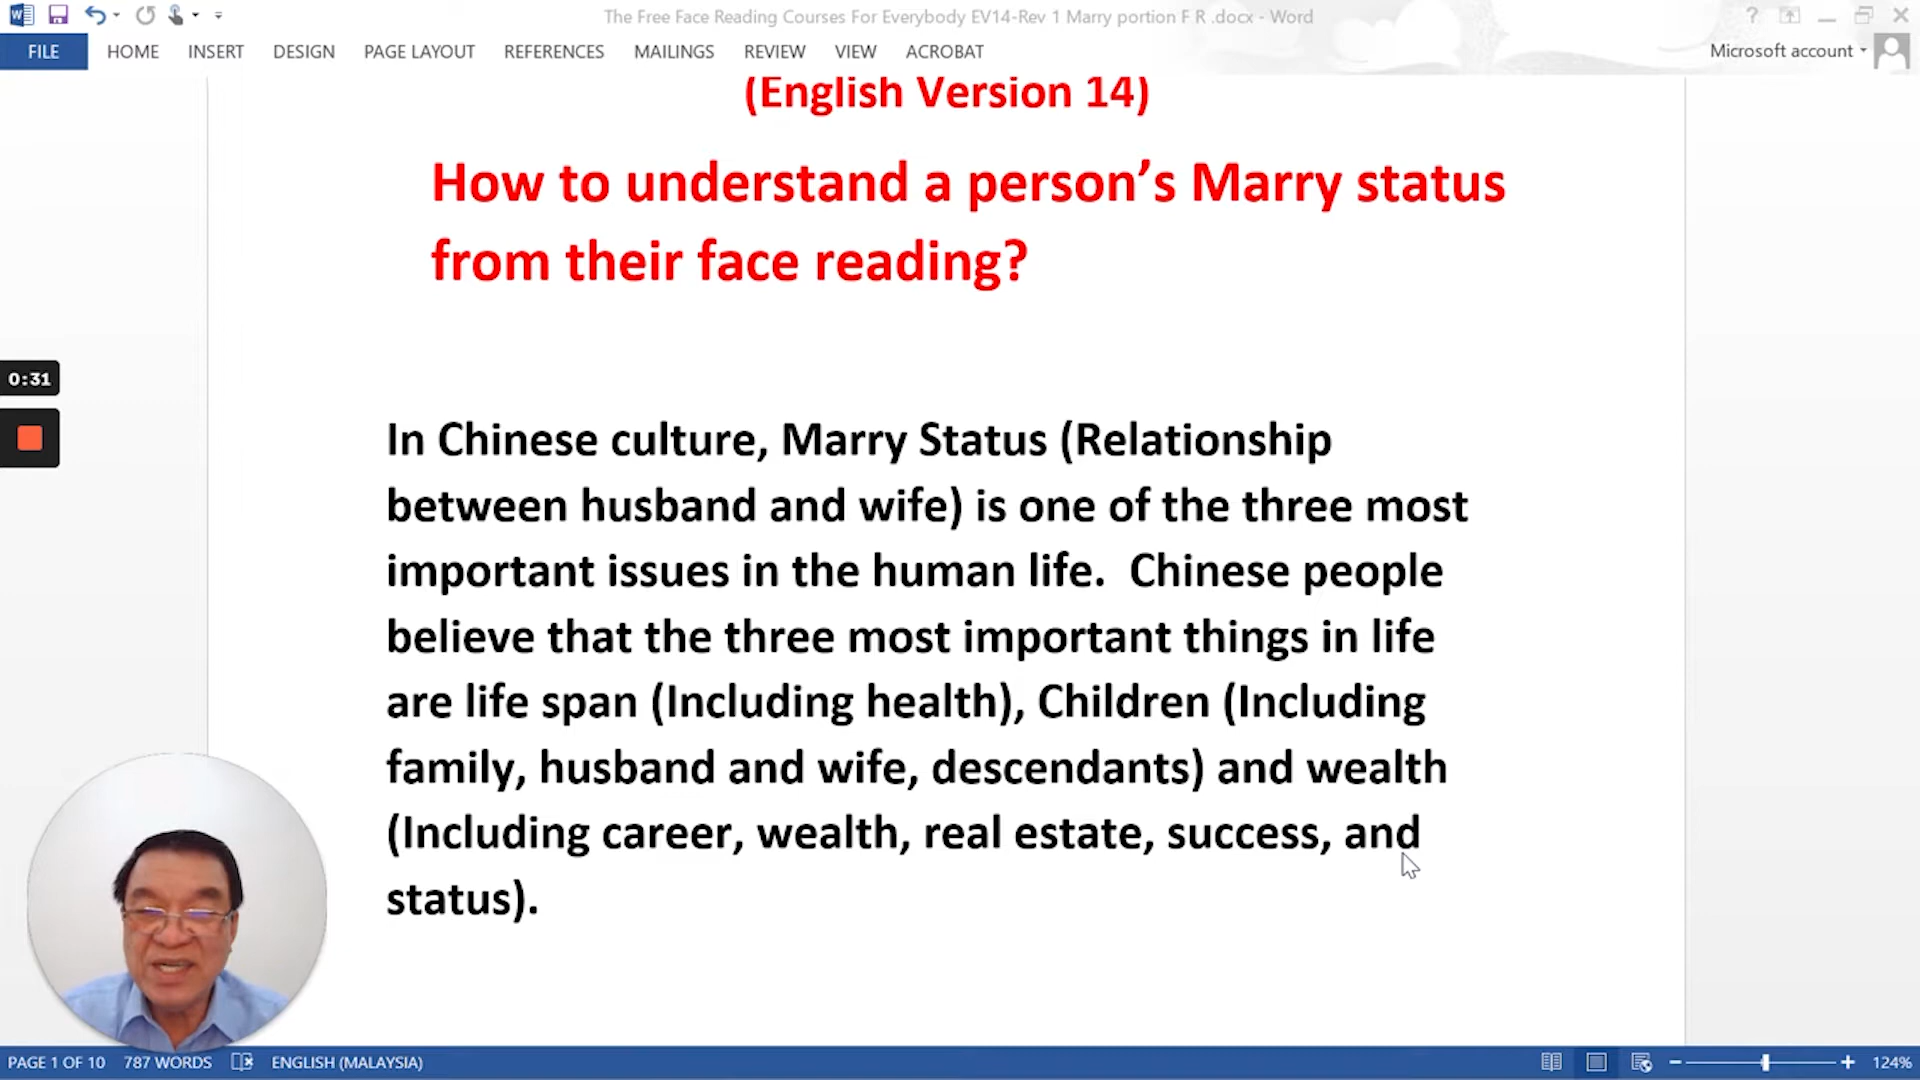 The Free Face Reading Courses For Everybody EV14-Rev 1 Marry portion F R .docx - Word
FILE HOME INSERT DESIGN PAGE LAYOUT REFERENCES MAILINGS REVIEW VIEW ACROBAT Microsoft account
(English Version 14)
How to understand a person’s Marry status
from their face reading?
0:31
In Chinese culture, Marry Status (Relationship
between husband and wife) is one of the three most
important issues in the human life. Chinese people
believe that the three most important things in life
are life span (Including health), Children (Including
family, husband and wife, descendants) and wealth
(Including career, wealth, real estate, success, and
status).
PAGE 1 OF 10 787 WORDS ENGLISH (MALAYSIA) 124%